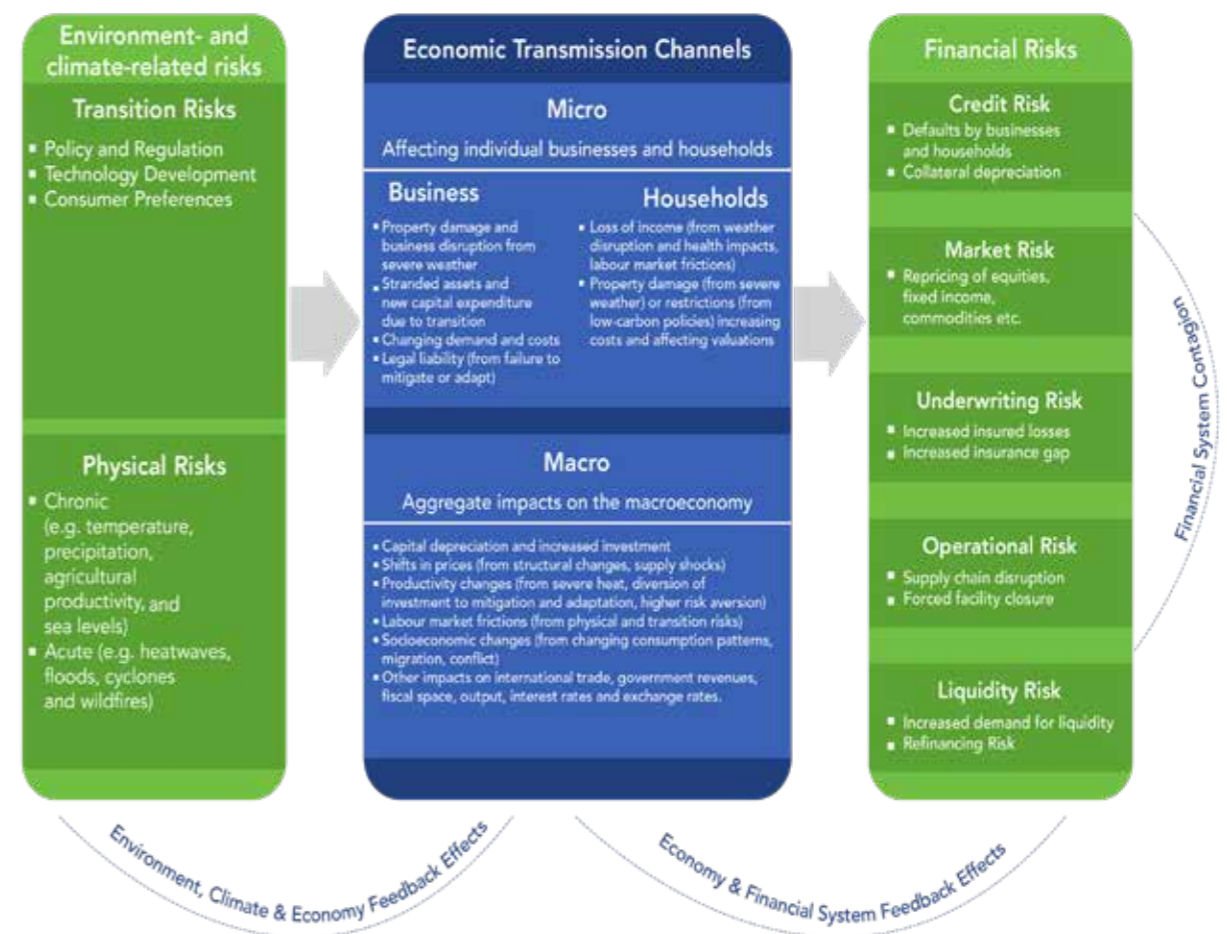 Environment- and
climate-related risks
Transition Risks
▪ Policy and Regulation
▪ Technology Development
▪ Consumer Preferences
Physical Risks
▪ Chronic
(e.g. temperature,
precipitation,
agricultural
productivity, and
sea levels)
▪ Acute (e.g. heatwaves,
floods, cyclones
and wildfires)
Economic Transmission Channels
Micro
Affecting individual businesses and households
Business
▪ Property damage and
business disruption from
severe weather
▪ Stranded assets and
new capital expenditure
due to transition
▪ Changing demand and costs
▪ Legal liability (from failure to
mitigate or adapt)
Households
▪ Loss of income (from weather
disruption and health impacts,
labour market frictions)
▪ Property damage (from severe
weather) or restrictions (from
low-carbon policies) increasing
costs and affecting valuations
Macro
Aggregate impacts on the macroeconomy
▪ Capital depreciation and increased investment
▪ Shifts in prices (from structural changes, supply shocks)
▪ Productivity changes (from severe heat, diversion of
investment to mitigation and adaptation, higher risk aversion)
▪ Labour market frictions (from physical and transition risks)
▪ Socioeconomic changes (from changing consumption patterns,
migration, conflict)
▪ Other impacts on international trade, government revenues,
fiscal space, output, interest rates and exchange rates.
Financial Risks
Credit Risk
▪ Defaults by businesses
and households
▪ Collateral depreciation
Market Risk
▪ Repricing of equities,
fixed income,
commodities etc.
Underwriting Risk
▪ Increased insured losses
▪ Increased insurance gap
Operational Risk
▪ Supply chain disruption
▪ Forced facility closure
Liquidity Risk
▪ Increased demand for liquidity
▪ Refinancing Risk
Financial System Contagion
Environment, Climate & Economy Feedback Effects
Economy & Financial System Feedback Effects